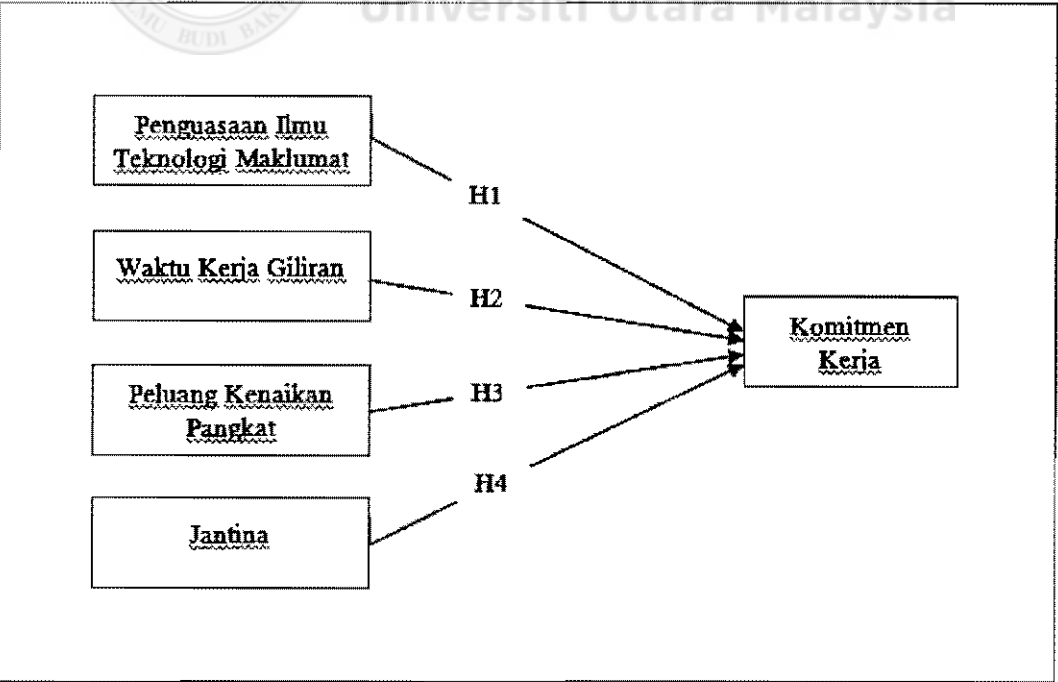 Universiti Utara Malaysia
BUDI
Penguasaan Ilmu
Teknologi Maklumat
H1
Waktu Kerja Giliran
H2
Komitmen
Kerja
Peluang Kenaikan
Pangkat
H3
H4
Jantina